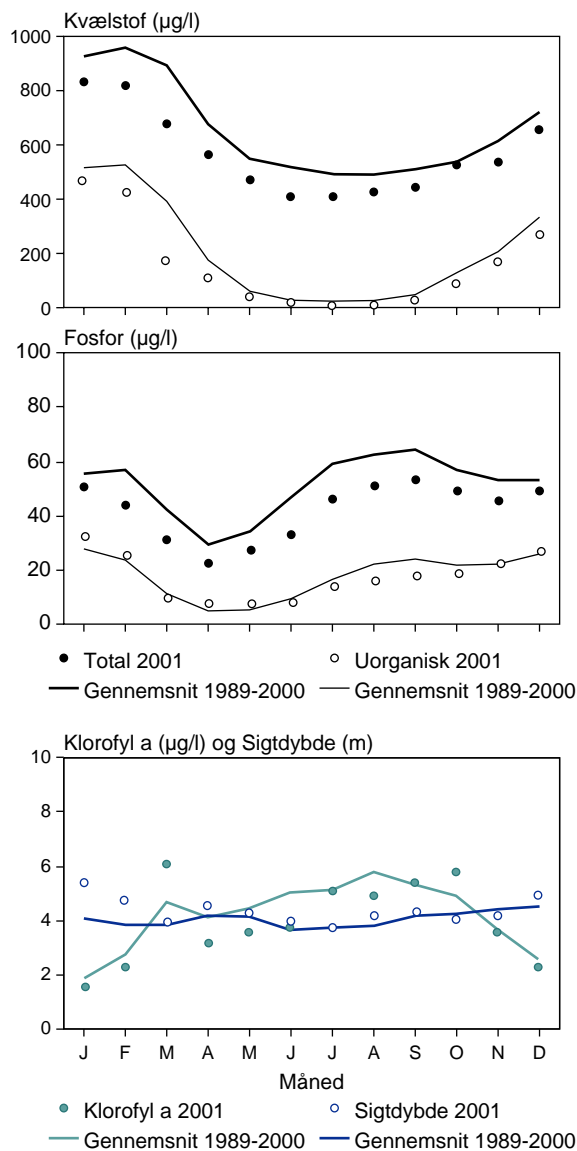 Kvælstof (µg/l)
1000
800
600
400
200
0
Fosfor (µg/l)
100
80
60
40
20
0
Total 2001 Uorganisk 2001
Gennemsnit 1989-2000 Gennemsnit 1989-2000
Klorofyl a (µg/l) og Sigtdybde (m)
10
8
6
4
2
0
J F M A M J J A S O N D
Måned
Klorofyl a 2001 Sigtdybde 2001
Gennemsnit 1989-2000 Gennemsnit 1989-2000